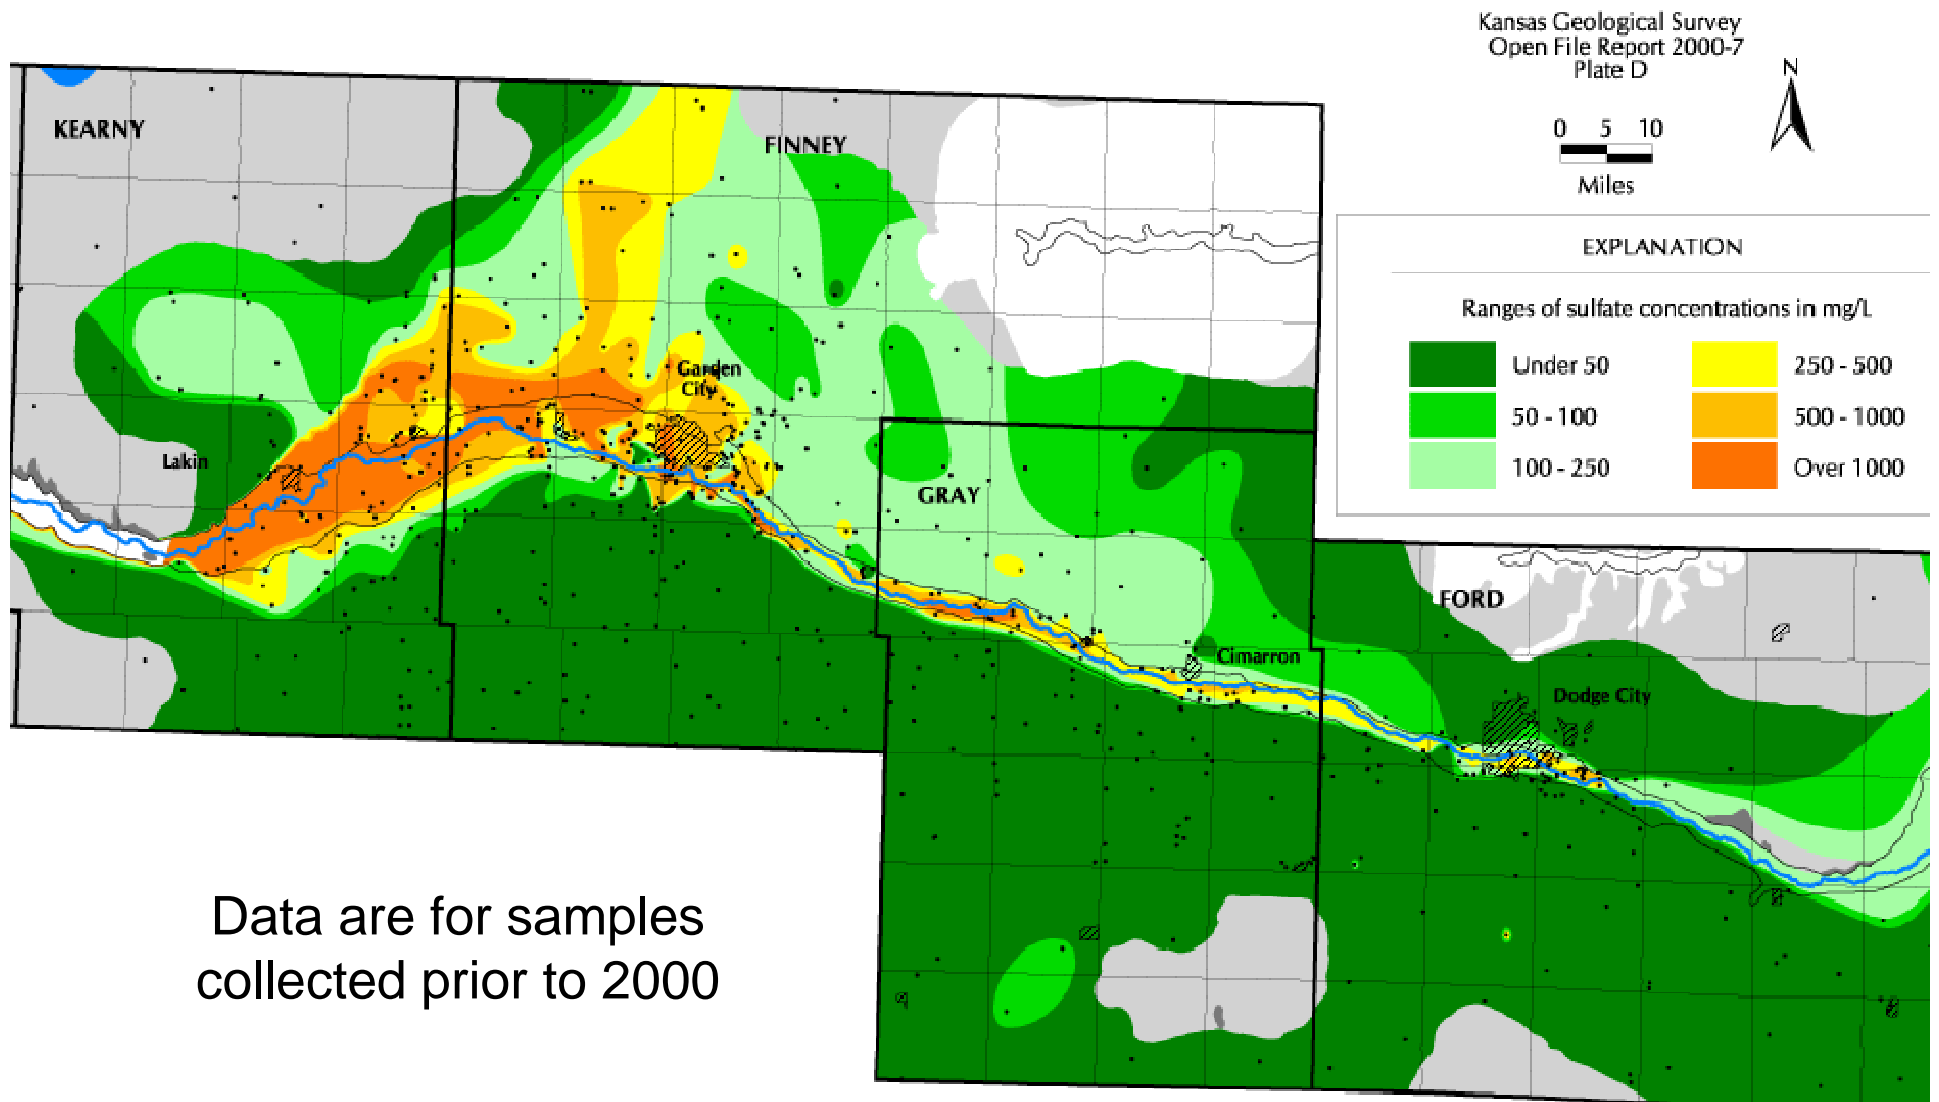 Kansas Geological Survey
Open File Report 2000-7
Plate D
N
0 5 10
Miles
KEARNY
FINNEY
EXPLANATION
Ranges of sulfate concentrations in mg/L
Under 50
250 - 500
50 - 100
500 - 1000
100 - 250
Over 1000
Garden
City
Lakin
GRAY
FORD
Cimarron
Dodge City
Data are for samples
collected prior to 2000